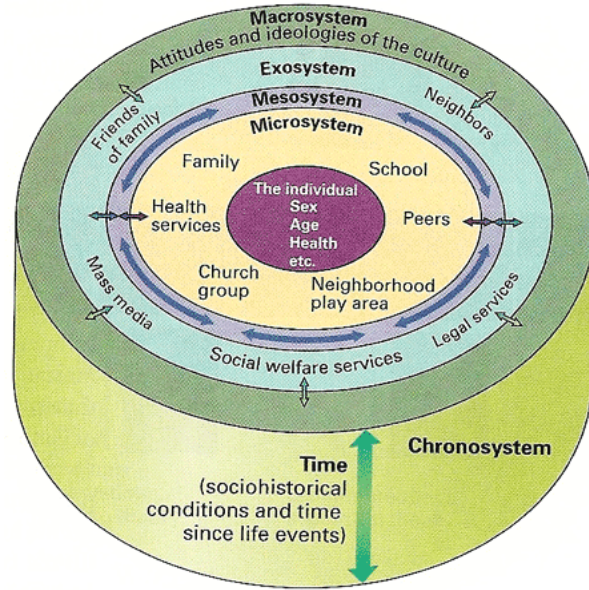 Macrosystem
Attitudes and ideologies of the culture
Exosystem
Mesosystem
Microsystem
Friends
of family
Neighbors
Family
School
The individual
Sex
Age
Health
etc.
Health
services
Peers
Church
group
Neighborhood
play area
Mass media
Legal services
Social welfare services
Chronosystem
Time
(sociohistorical
conditions and time
since life events)